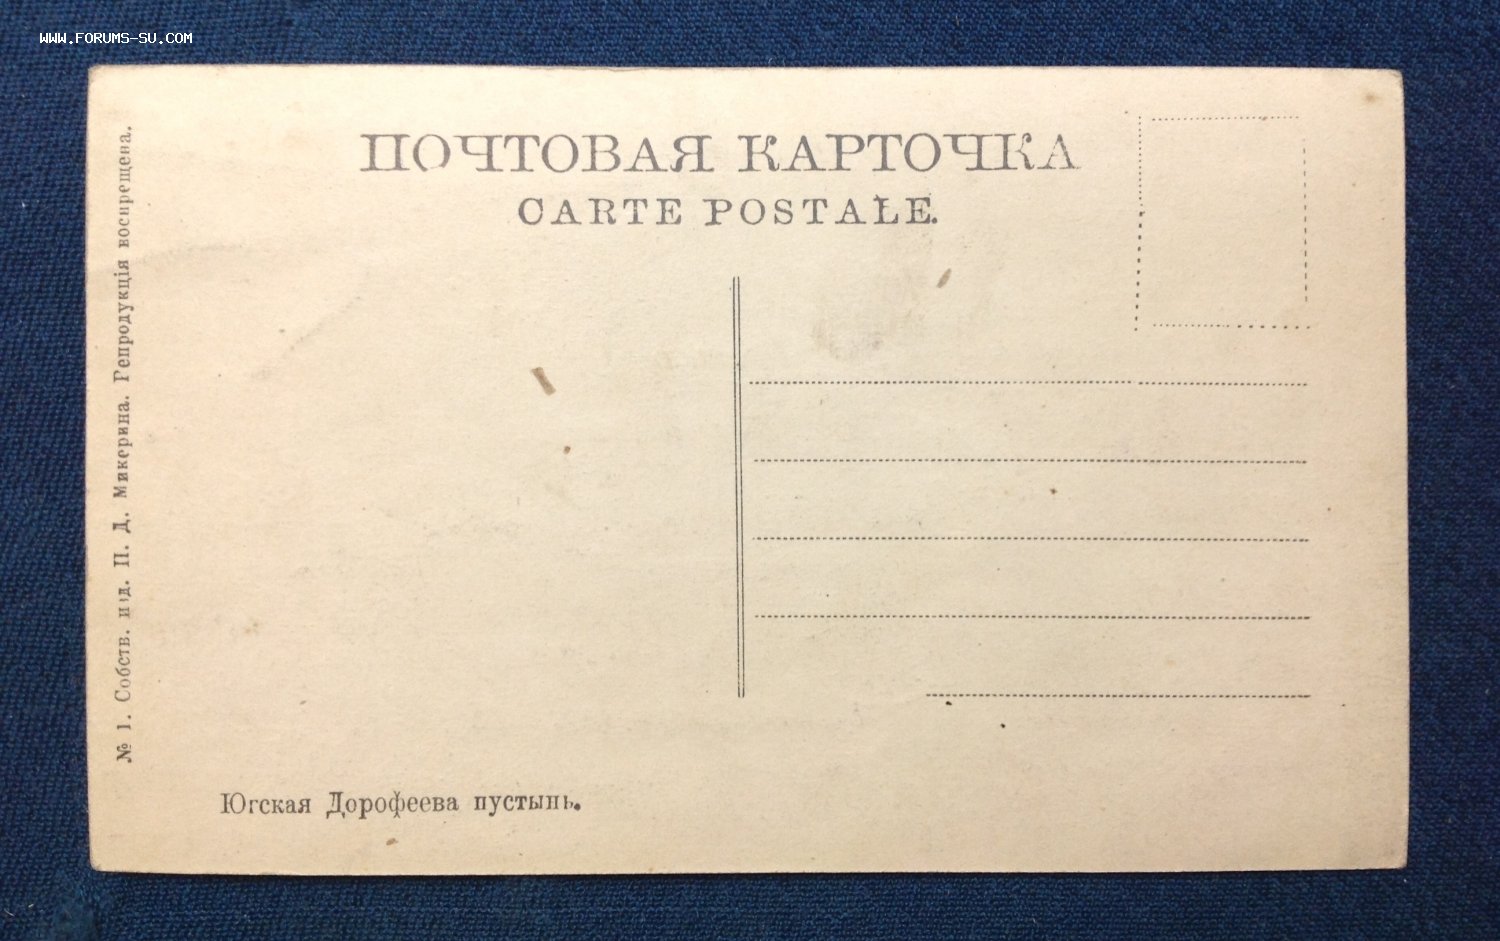 WWW.FORUMS-SU.COM
ПОЧТОВАЯ КАРТОЧКА
CARTE POSTALE.
№ 1. Собств. изд. П. Д. Микерина. Репродукція воспрещена.
Югская Дорофеева пустынь.